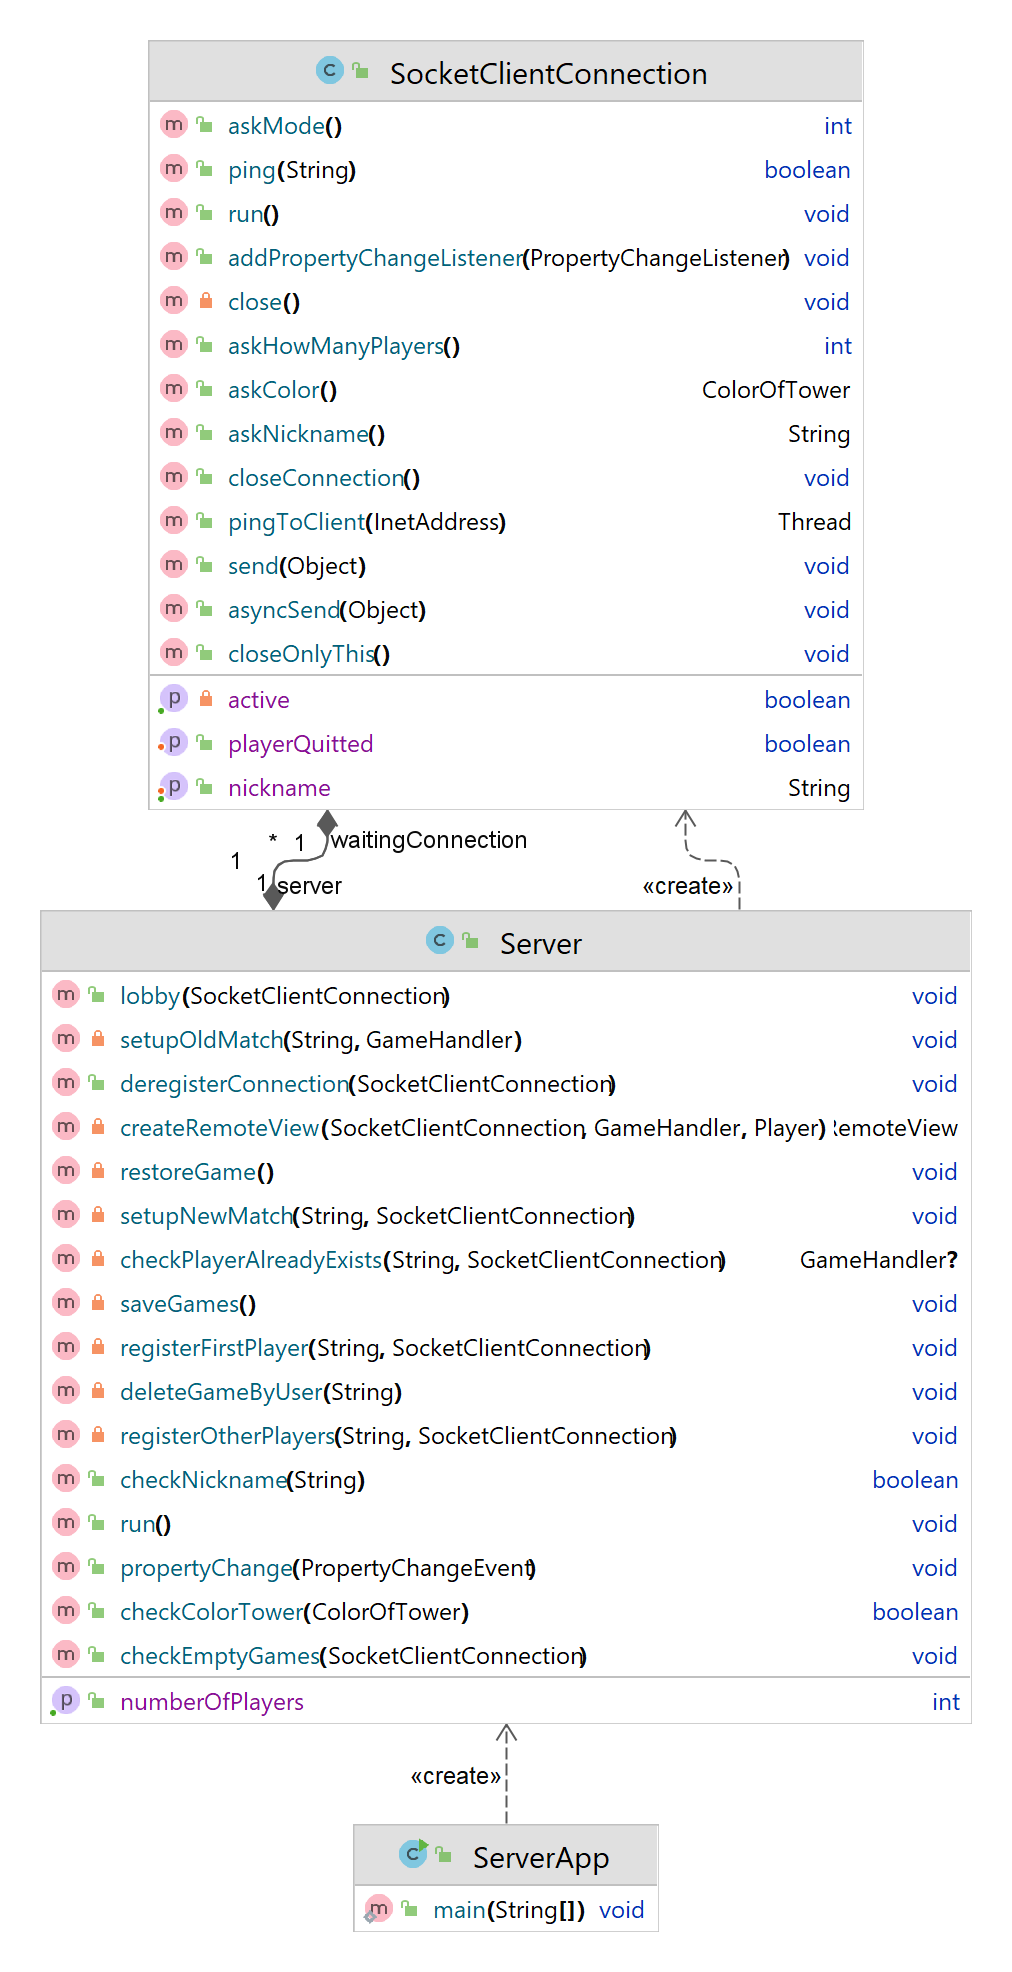 SocketClientConnection
askMode() int
ping(String) boolean
run() void
addPropertyChangeListener(PropertyChangeListener) void
close() void
askHowManyPlayers() int
askColor() ColorOfTower
askNickname() String
closeConnection() void
pingToClient(InetAddress) Thread
send(Object) void
asyncSend(Object) void
closeOnlyThis() void
active boolean
playerQuitted boolean
nickname String
* 1 waitingConnection
1
1 server «create»
Server
lobby(SocketClientConnection) void
setupOldMatch(String, GameHandler) void
deregisterConnection(SocketClientConnection) void
createRemoteView(SocketClientConnection, GameHandler, Player) RemoteView
restoreGame() void
setupNewMatch(String, SocketClientConnection) void
checkPlayerAlreadyExists(String, SocketClientConnection) GameHandler?
saveGames() void
registerFirstPlayer(String, SocketClientConnection) void
deleteGameByUser(String) void
registerOtherPlayers(String, SocketClientConnection) void
checkNickname(String) boolean
run() void
propertyChange(PropertyChangeEvent) void
checkColorTower(ColorOfTower) boolean
checkEmptyGames(SocketClientConnection) void
numberOfPlayers int
«create»
ServerApp
main(String[]) void